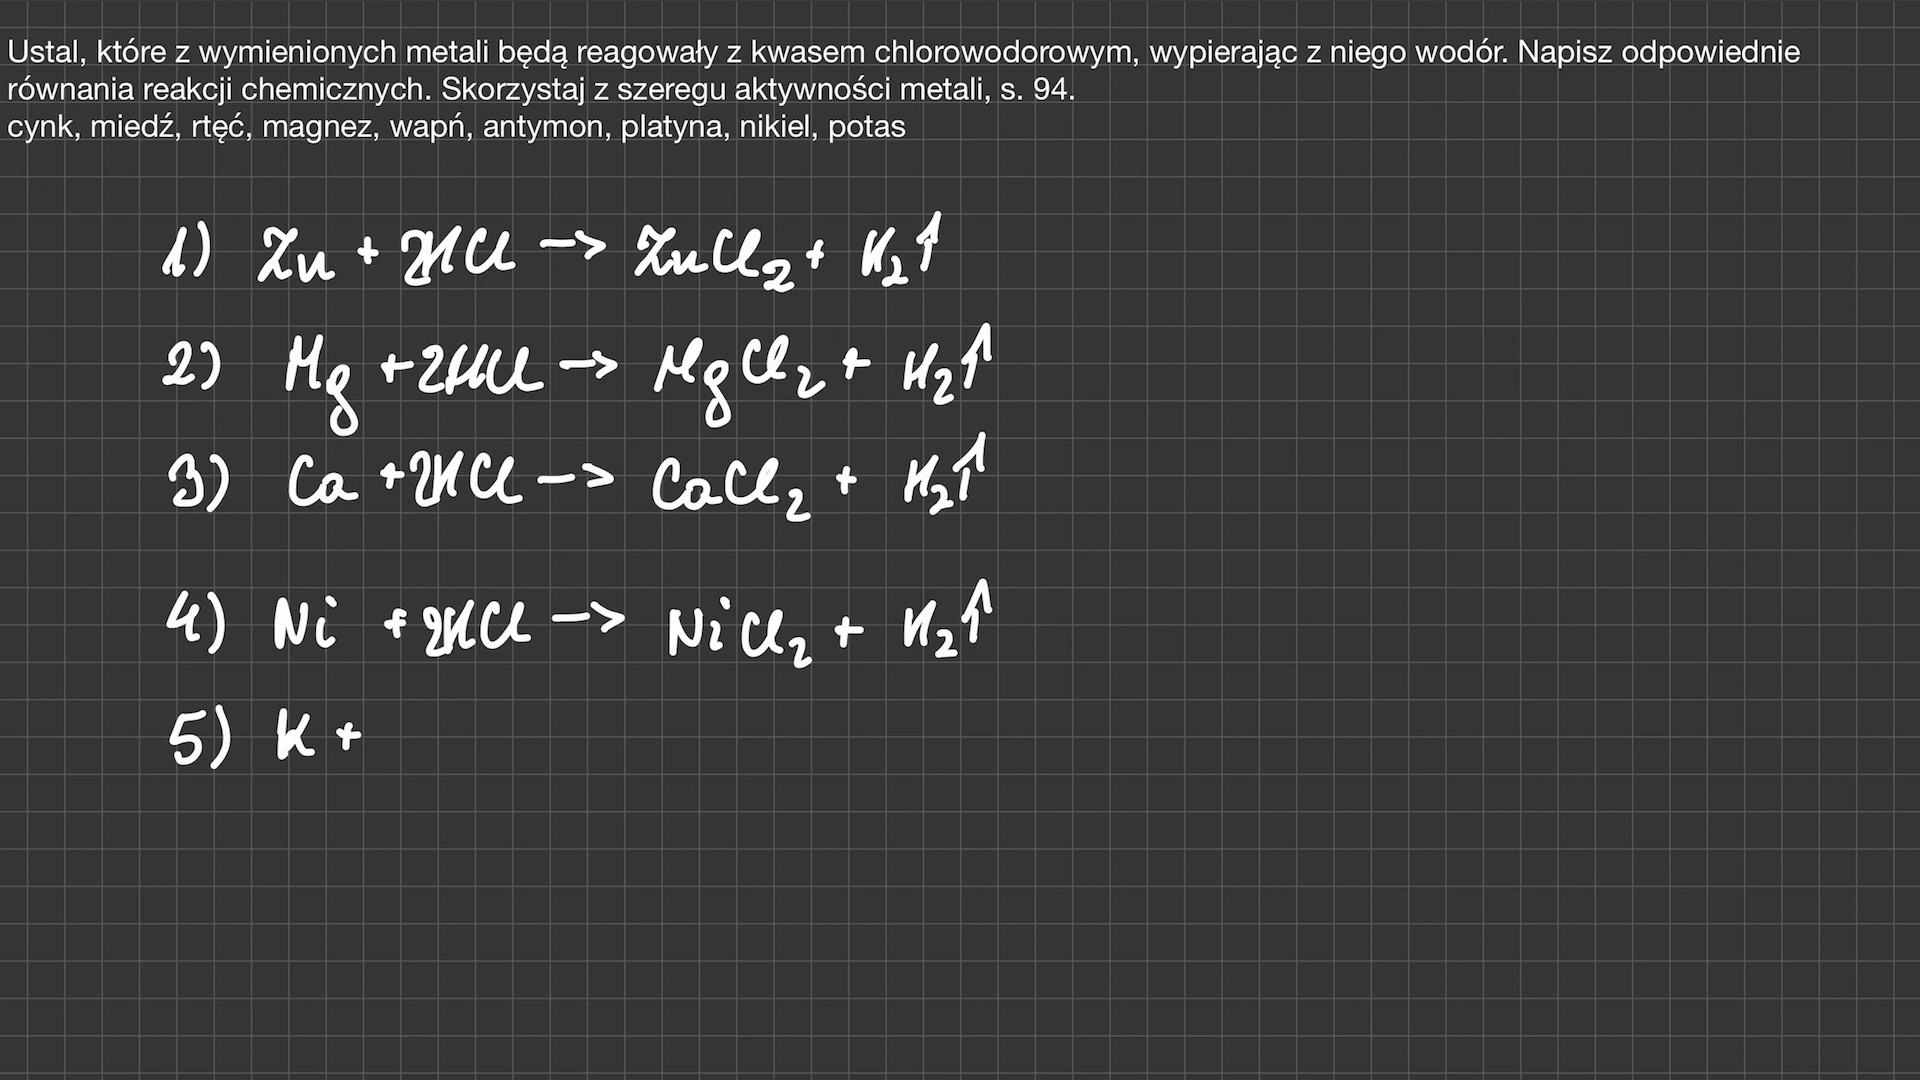 Ustal, które z wymienionych metali będą reagowały z kwasem chlorowodorowym, wypierając z niego wodór. Napisz odpowiednie
równania reakcji chemicznych. Skorzystaj z szeregu aktywności metali, s. 94.
cynk, miedź, rtęć, magnez, wapń, antymon, platyna, nikiel, potas
1) Zn + 2HCl -> ZnCl₂ + H₂↑
2) Mg + 2HCl -> MgCl₂ + H₂↑
3) Ca + 2HCl -> CaCl₂ + H₂↑
4) Ni + 2HCl -> NiCl₂ + H₂↑
5) K +